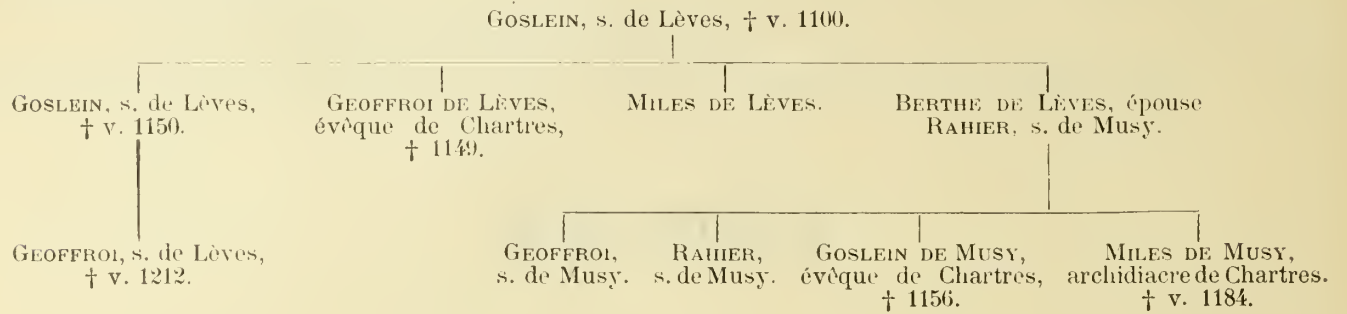 GOSLEIN, s. de Lèves, † v. 1100.
GOSLEIN, s. de Lèves,
† v. 1150.
GEOFFROI DE LÈVES,
évêque de Chartres,
† 1149.
MILES DE LÈVES.
BERTHE DE LÈVES, épouse
RAHIER, s. de Musy.
GEOFFROI, s. de Lèves,
† v. 1212.
GEOFFROI,
s. de Musy.
RAHIER,
s. de Musy.
GOSLEIN DE MUSY,
évêque de Chartres,
† 1156.
MILES DE MUSY,
archidiacre de Chartres.
† v. 1184.